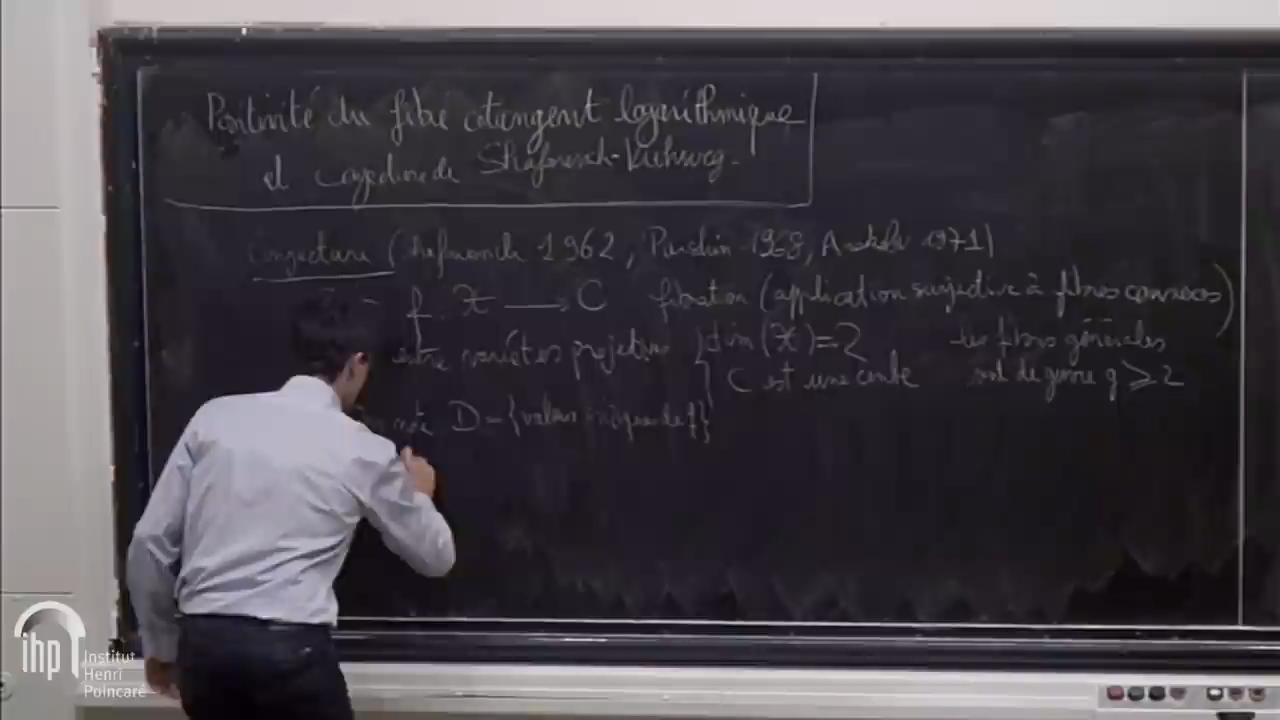 Positivité du fibré cotangent logarithmique
et conjecture de Shafarevich-Viehweg.
Conjecture (Shafarevich 1962, Parshin 1968, Arakelov 1971)
f: X → C fibration (application surjective à fibres connexes)
entre variétés projectives dim(X)=2 les fibres générales
C est une courbe sont de genre g ⩾ 2
note D = {valeurs de f}
ihp Institut
Henri
Poincaré